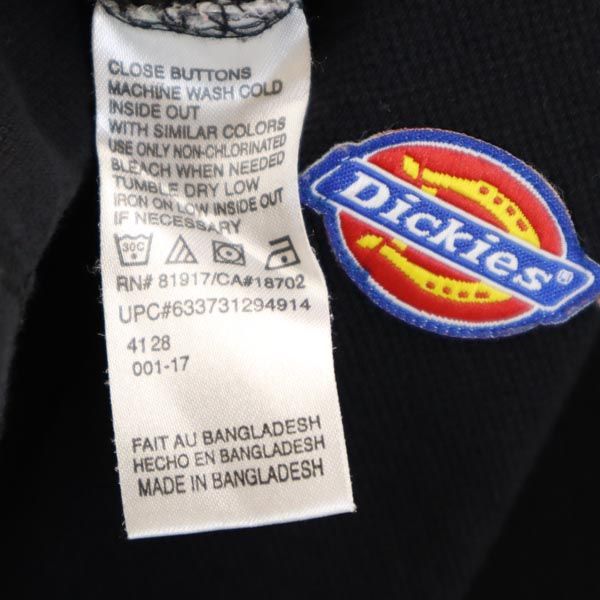 CLOSE BUTTONS
MACHINE WASH COLD
INSIDE OUT
WITH SIMILAR COLORS
USE ONLY NON-CHLORINATED
BLEACH WHEN NEEDED
TUMBLE DRY LOW
IRON ON LOW INSIDE OUT
IF NECESSARY
30C
RN# 81917/CA#18702
UPC#633731294914
4128
001-17
FAIT AU BANGLADESH
HECHO EN BANGLADESH
MADE IN BANGLADESH
Dickies®